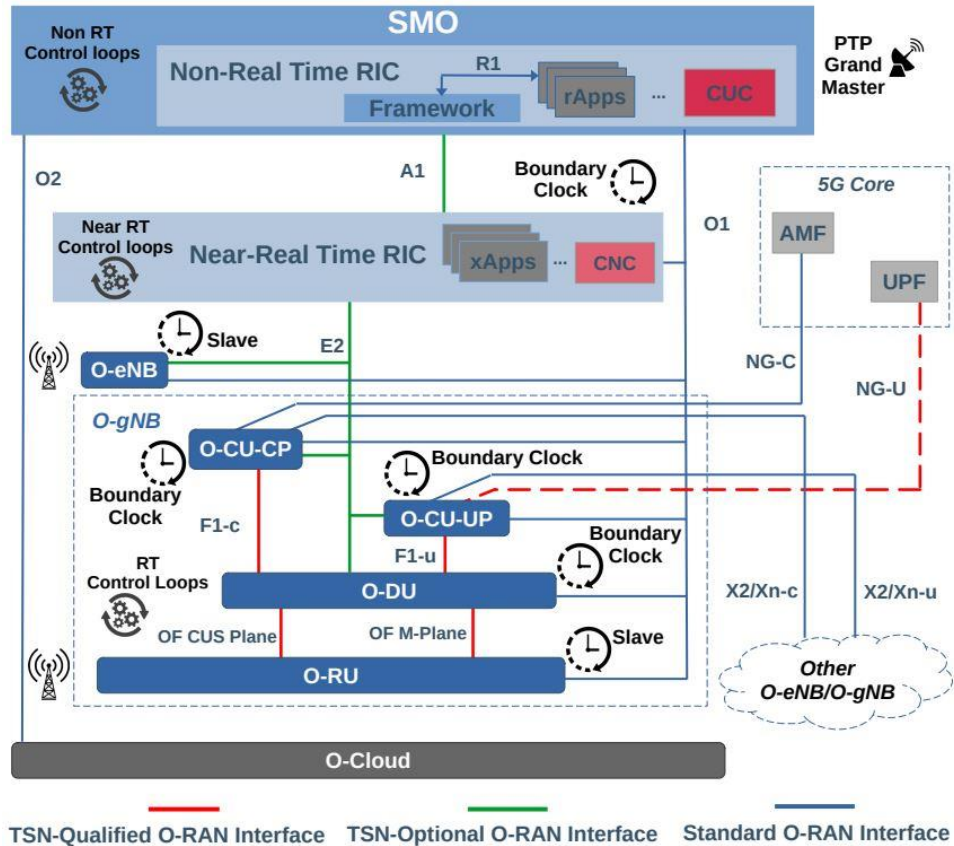 SMO
Non RT
Control loops
Non-Real Time RIC
R1
Framework
rApps
...
CUC
PTP
Grand
Master
O2
A1
Boundary
Clock
O1
5G Core
AMF
UPF
Near RT
Control loops
Near-Real Time RIC
xApps
...
CNC
Slave
E2
O-eNB
NG-C
NG-U
O-gNB
O-CU-CP
Boundary Clock
Boundary
Clock
O-CU-UP
F1-c
F1-u
Boundary
Clock
RT
Control Loops
O-DU
X2/Xn-c
X2/Xn-u
OF CUS Plane
OF M-Plane
Slave
O-RU
Other
O-eNB/O-gNB
O-Cloud
TSN-Qualified O-RAN Interface
TSN-Optional O-RAN Interface
Standard O-RAN Interface